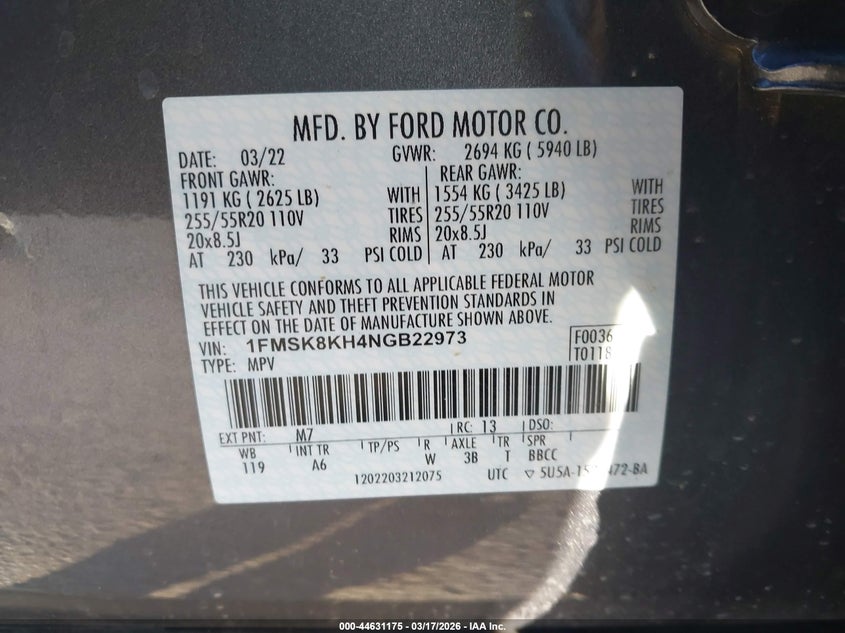 MFD. BY FORD MOTOR CO.
DATE: 03/22 GVWR: 2694 KG ( 5940 LB)
FRONT GAWR: REAR GAWR:
1191 KG ( 2625 LB) WITH 1554 KG ( 3425 LB) WITH
255/55R20 110V TIRES 255/55R20 110V TIRES
20x8.5J RIMS 20x8.5J RIMS
AT 230 kPa/ 33 PSI COLD AT 230 kPa/ 33 PSI COLD
THIS VEHICLE CONFORMS TO ALL APPLICABLE FEDERAL MOTOR
VEHICLE SAFETY AND THEFT PREVENTION STANDARDS IN
EFFECT ON THE DATE OF MANUFACTURE SHOWN ABOVE.
VIN: 1FMSK8KH4NGB22973 F0036
TYPE: MPV T0118
EXT PNT: M7 RC: 13 DSO:
WB INT TR TP/PS R AXLE TR SPR
119 A6 W 3B T BBCC
1202203212075 UTC
000-44631175 - 03/17/2026 - IAA Inc.